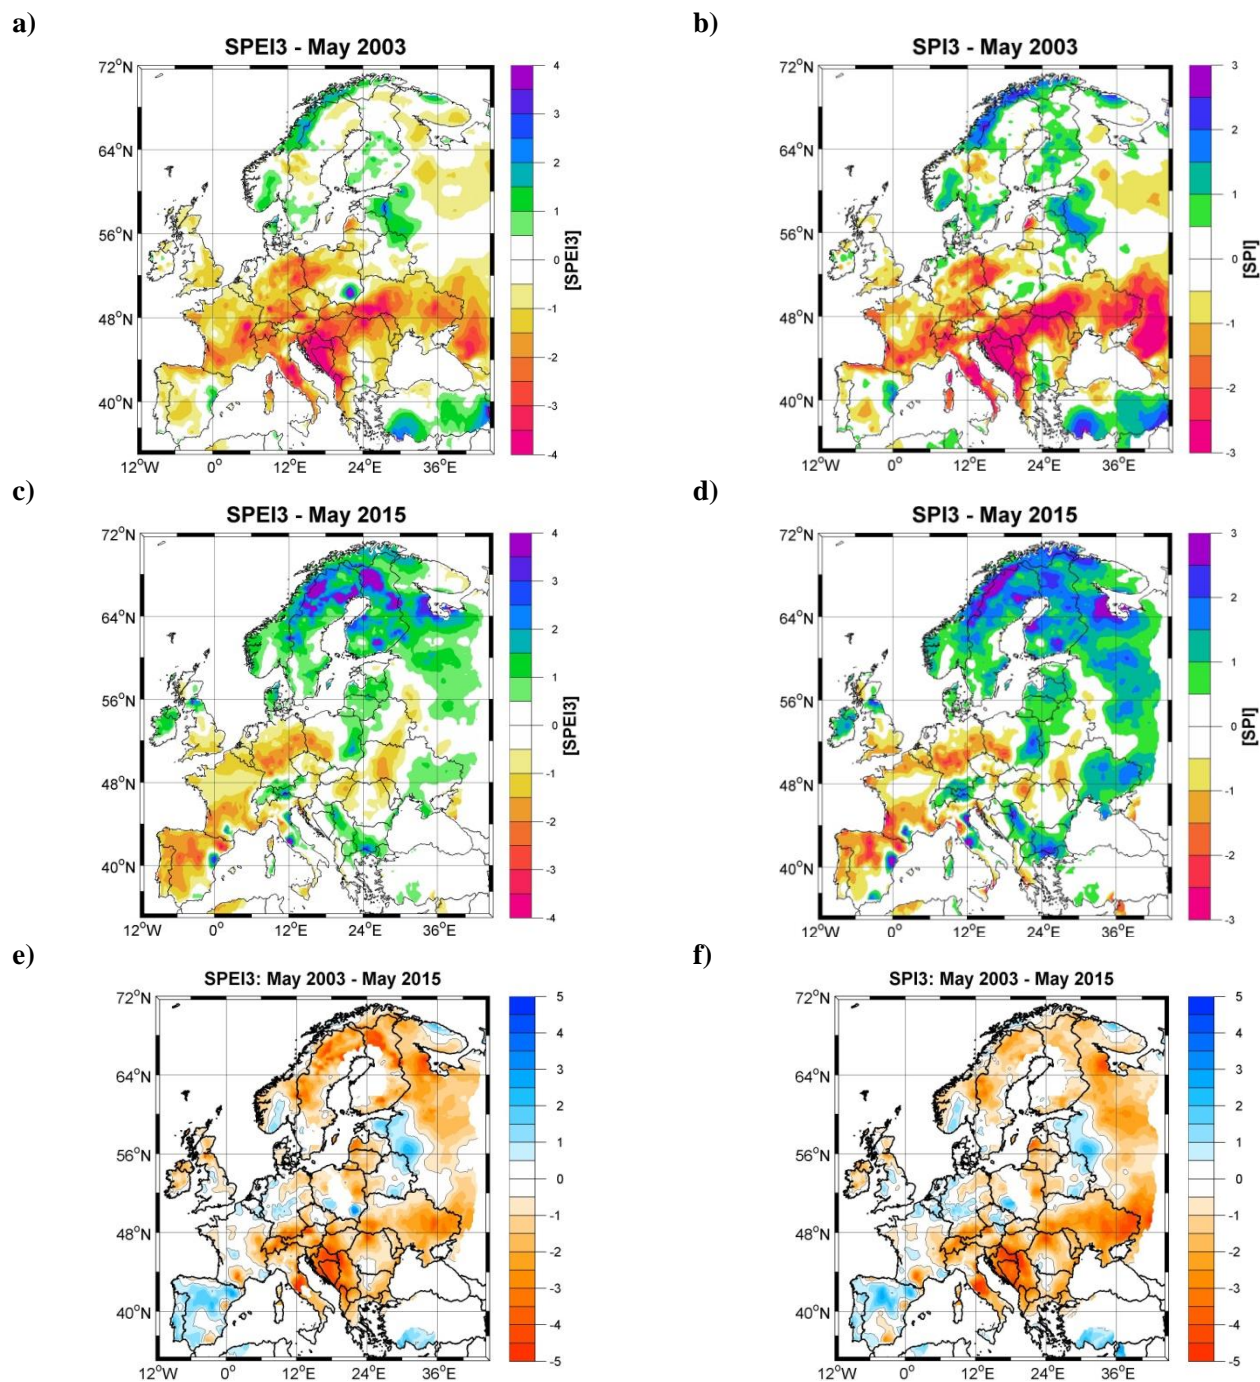 a)
b)
SPEI3 - May 2003
SPI3 - May 2003
72°N
64°N
56°N
48°N
40°N
12°W 0° 12°E 24°E 36°E
4
3
2
1
0
-1
-2
-3
-4
[SPEI3]
72°N
64°N
56°N
48°N
40°N
12°W 0° 12°E 24°E 36°E
3
2
1
0
-1
-2
-3
[SPI]
c)
d)
SPEI3 - May 2015
SPI3 - May 2015
72°N
64°N
56°N
48°N
40°N
12°W 0° 12°E 24°E 36°E
4
3
2
1
0
-1
-2
-3
-4
[SPEI3]
72°N
64°N
56°N
48°N
40°N
12°W 0° 12°E 24°E 36°E
3
2
1
0
-1
-2
-3
[SPI]
e)
f)
SPEI3: May 2003 - May 2015
SPI3: May 2003 - May 2015
72°N
64°N
56°N
48°N
40°N
12°W 0° 12°E 24°E 36°E
5
4
3
2
1
0
-1
-2
-3
-4
-5
72°N
64°N
56°N
48°N
40°N
12°W 0° 12°E 24°E 36°E
5
4
3
2
1
0
-1
-2
-3
-4
-5